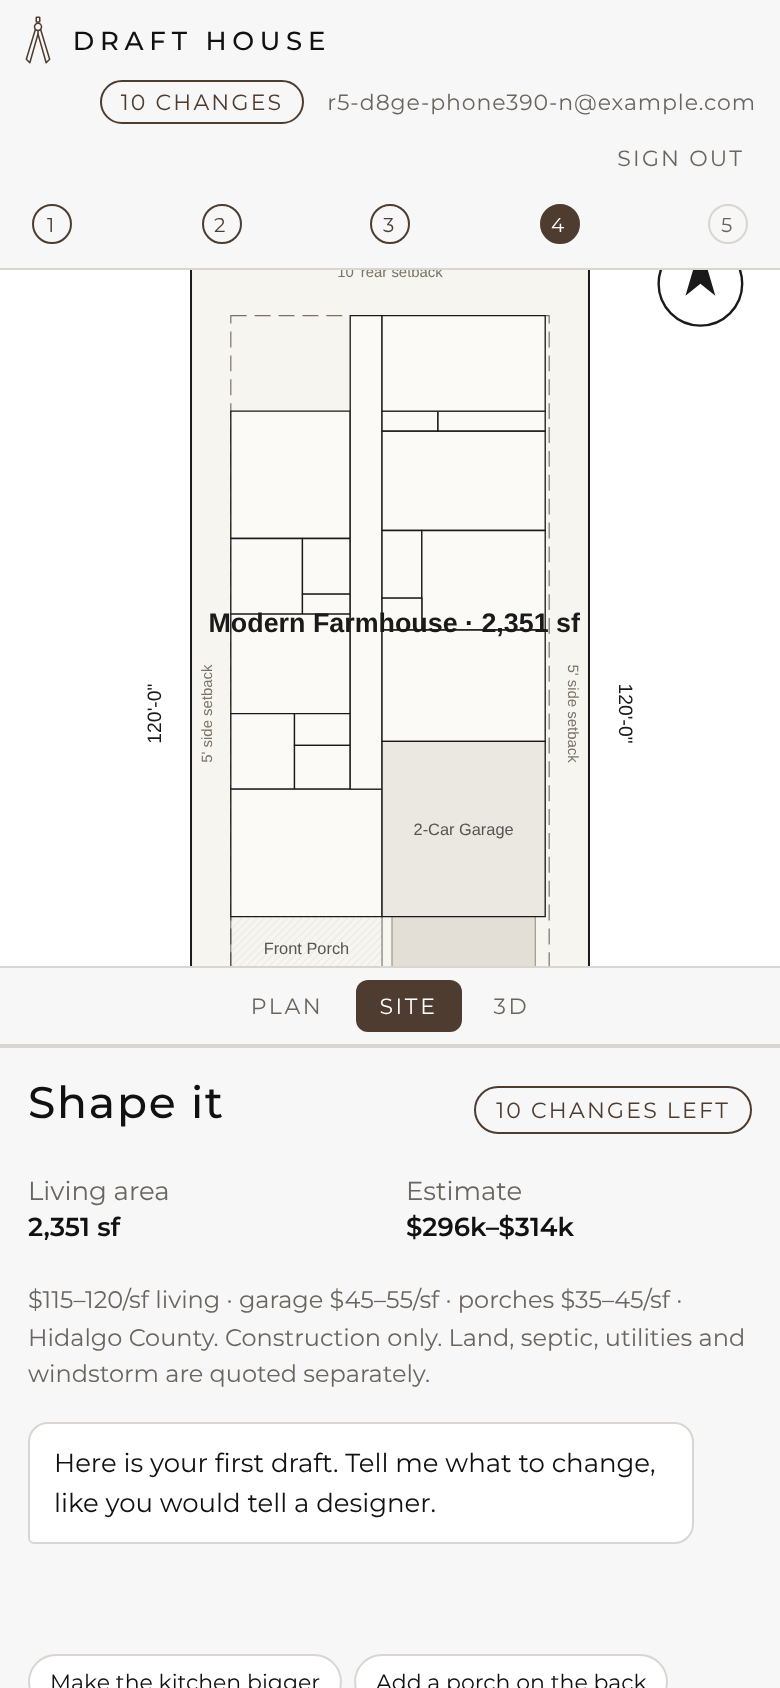 DRAFT HOUSE
10 CHANGES
r5-d8ge-phone390-n@example.com
SIGN OUT
1
2
3
4
5
10' rear setback
Modern Farmhouse · 2,351 sf
120'-0"
5' side setback
5' side setback
120'-0"
2-Car Garage
Front Porch
PLAN
SITE
3D
Shape it
10 CHANGES LEFT
Living area
Estimate
2,351 sf
$296k–$314k
$115–120/sf living · garage $45–55/sf · porches $35–45/sf ·
Hidalgo County. Construction only. Land, septic, utilities and
windstorm are quoted separately.
Here is your first draft. Tell me what to change,
like you would tell a designer.
Make the kitchen bigger
Add a porch on the back